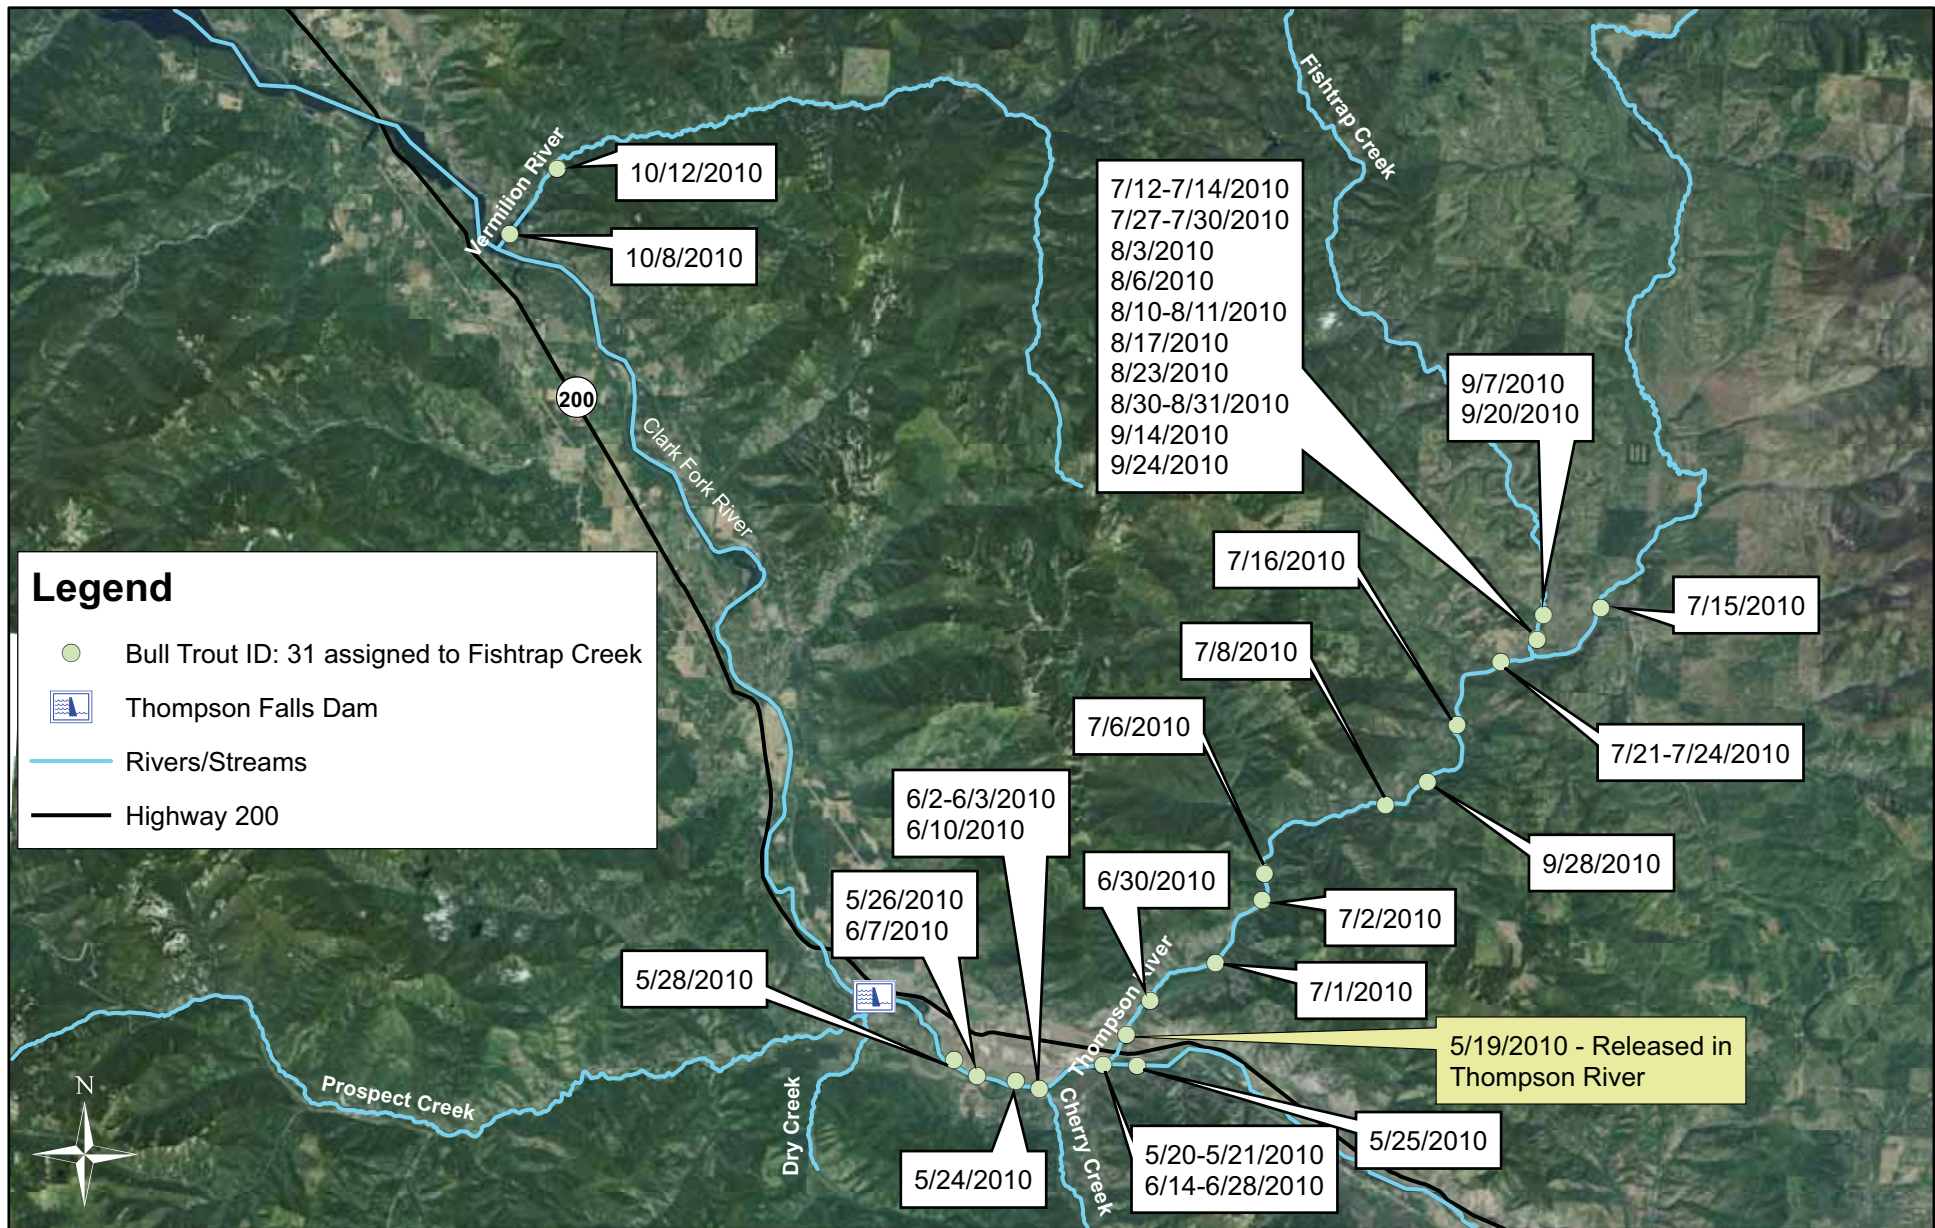 Fishtrap Creek
Vermilion River
10/12/2010
10/8/2010
7/12-7/14/2010
7/27-7/30/2010
8/3/2010
8/6/2010
8/10-8/11/2010
8/17/2010
8/23/2010
8/30-8/31/2010
9/14/2010
9/24/2010
9/7/2010
9/20/2010
200
Clark Fork River
Legend
Bull Trout ID: 31 assigned to Fishtrap Creek
Thompson Falls Dam
Rivers/Streams
Highway 200
7/16/2010
7/15/2010
7/8/2010
7/6/2010
7/21-7/24/2010
6/2-6/3/2010
6/10/2010
9/28/2010
6/30/2010
5/26/2010
6/7/2010
7/2/2010
5/28/2010
7/1/2010
Thompson River
5/19/2010 - Released in
Thompson River
Prospect Creek
Dry Creek
Cherry Creek
5/25/2010
5/24/2010
5/20-5/21/2010
6/14-6/28/2010
N